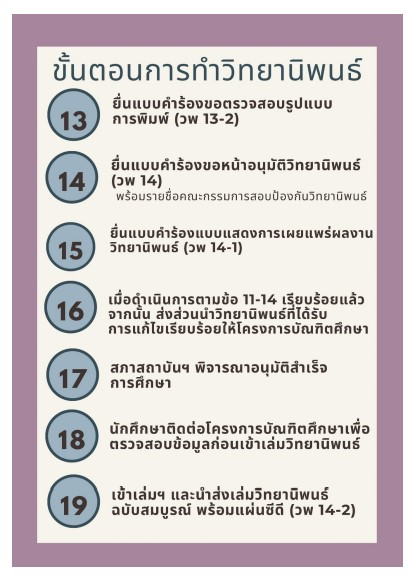 ขั้นตอนการทำวิทยานิพนธ์
13
ยื่นแบบคำร้องขอตรวจสอบรูปแบบ
การพิมพ์ (วพ 13-2)
14
ยื่นแบบคำร้องขอหน้าอนุมัติวิทยานิพนธ์
(วพ 14)
พร้อมรายชื่อคณะกรรมการสอบป้องกันวิทยานิพนธ์
15
ยื่นแบบคำร้องแบบแสดงการเผยแพร่ผลงาน
วิทยานิพนธ์ (วพ 14-1)
16
เมื่อดำเนินการตามข้อ 11-14 เรียบร้อยแล้ว
จากนั้น ส่งส่วนนำวิทยานิพนธ์ที่ได้รับ
การแก้ไขเรียบร้อยให้โครงการบัณฑิตศึกษา
17
สภาสถาบันฯ พิจารณาอนุมัติสำเร็จ
การศึกษา
18
นักศึกษาติดต่อโครงการบัณฑิตศึกษาเพื่อ
ตรวจสอบข้อมูลก่อนเข้าเล่มวิทยานิพนธ์
19
เข้าเล่มฯ และนำส่งเล่มวิทยานิพนธ์
ฉบับสมบูรณ์ พร้อมแผ่นซีดี (วพ 14-2)